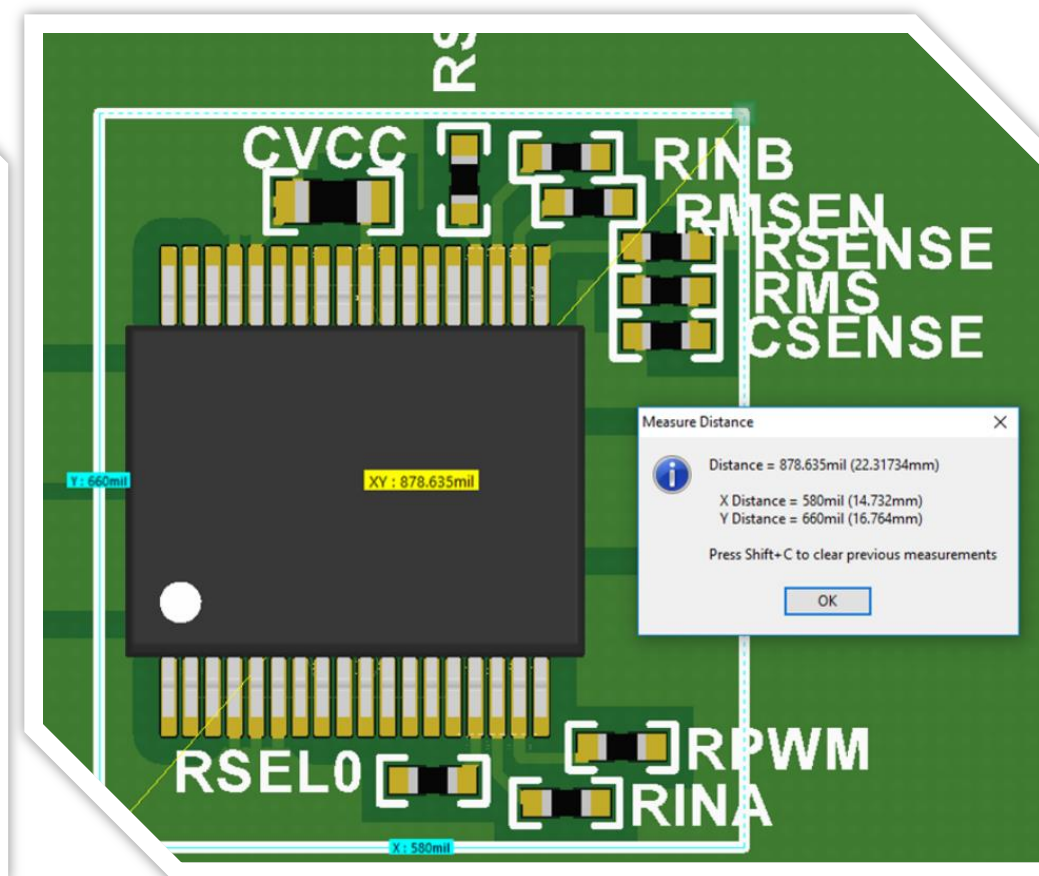 RS
CVCC
RINB
RMSEN
RSENSE
RMS
CSENSE
Measure Distance
Distance = 878.635mil (22.31734mm)
X Distance = 580mil (14.732mm)
Y Distance = 660mil (16.764mm)
Press Shift+C to clear previous measurements
OK
Y : 660mil
XY : 878.635mil
RSEL0
RPWM
RINA
X : 580mil